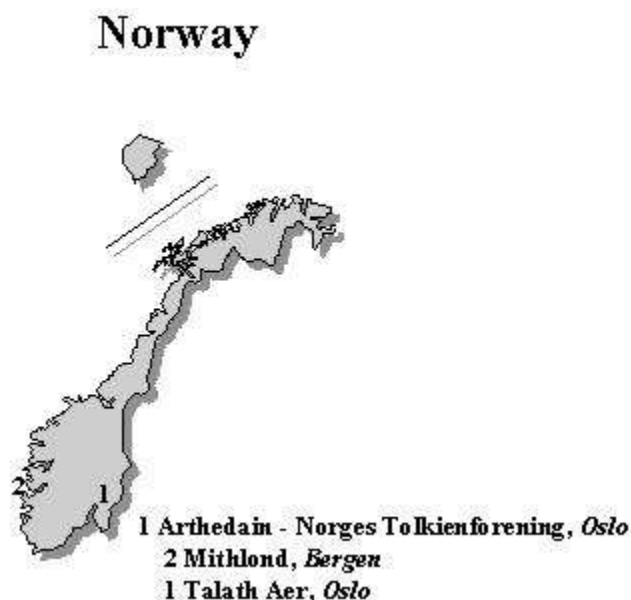 Norway
2
1
1 Arthedain - Norges Tolkienforening, Oslo
2 Mithlond, Bergen
1 Talath Aer, Oslo